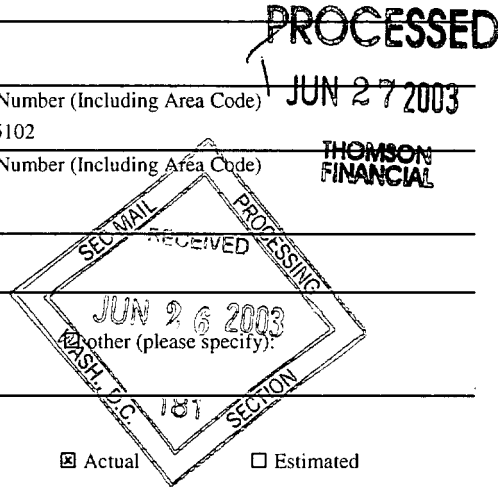 PROCESSED
Number (Including Area Code)
JUN 27 2003
5102
THOMSON
FINANCIAL
Number (Including Area Code)
SEC MAIL
PROCESSING
RECEIVED
JUN 26 2003
☒ other (please specify):
WASH., D.C.
181
SECTION
☒ Actual ☐ Estimated